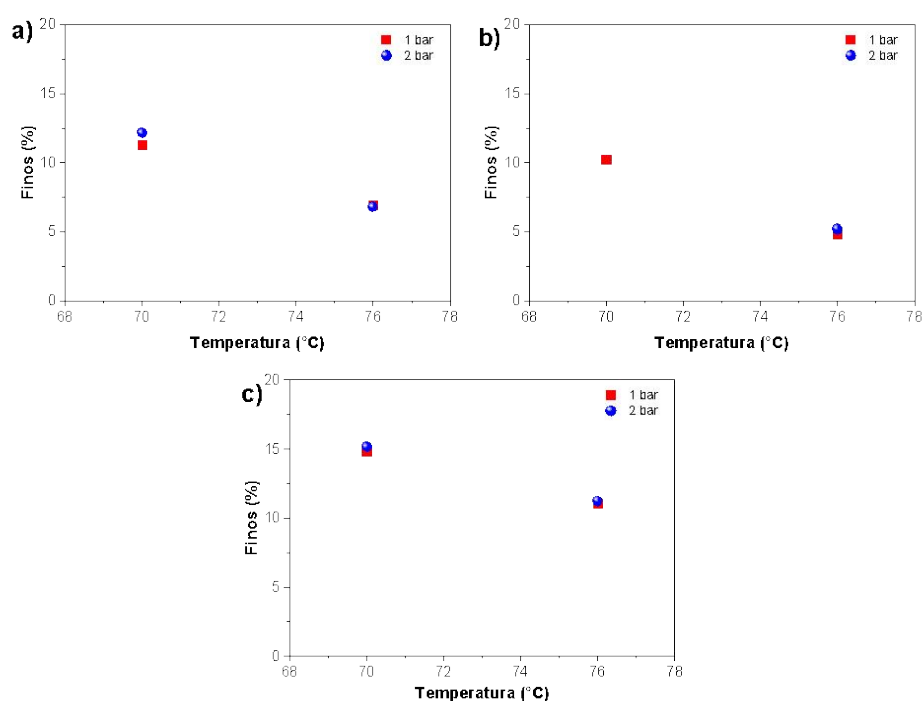 a)
20
15
10
5
0
Finos (%)
1 bar
2 bar
68 70 72 74 76 78
Temperatura (°C)
b)
20
15
10
5
0
Finos (%)
1 bar
2 bar
68 70 72 74 76 78
Temperatura (°C)
c)
20
15
10
5
0
Finos (%)
1 bar
2 bar
68 70 72 74 76 78
Temperatura (°C)